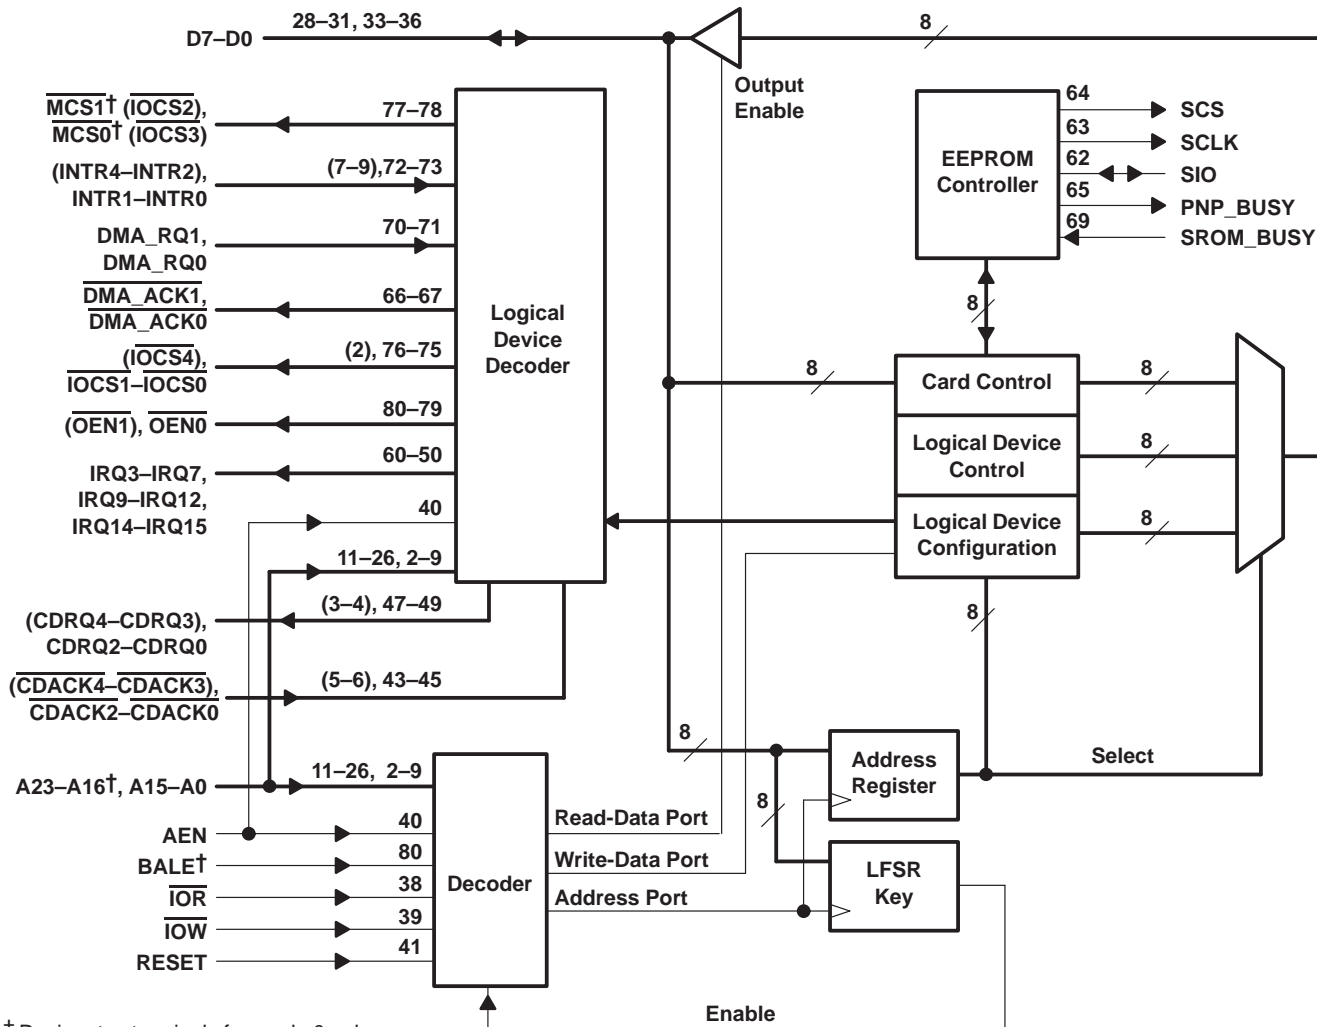 28–31, 33–36
D7–D0
8
Output
Enable
MCS1† (IOCS2),
MCS0† (IOCS3)
77–78
(INTR4–INTR2),
INTR1–INTR0
(7–9),72–73
DMA_RQ1,
DMA_RQ0
70–71
DMA_ACK1,
DMA_ACK0
66–67
(IOCS4),
IOCS1–IOCS0
(2), 76–75
(OEN1), OEN0
80–79
IRQ3–IRQ7,
IRQ9–IRQ12,
IRQ14–IRQ15
60–50
40
11–26, 2–9
Logical
Device
Decoder
(CDRQ4–CDRQ3),
CDRQ2–CDRQ0
(3–4), 47–49
(CDACK4–CDACK3),
CDACK2–CDACK0
(5–6), 43–45
EEPROM
Controller
64
SCS
63
SCLK
62
SIO
65
PNP_BUSY
69
SROM_BUSY
8
8
Card Control
8
Logical Device
Control
8
Logical Device
Configuration
8
8
A23–A16†, A15–A0
11–26, 2–9
AEN
40
BALE†
80
IOR
38
IOW
39
RESET
41
Decoder
Read-Data Port
Write-Data Port
Address Port
8
8
Address
Register
Select
LFSR
Key
Enable